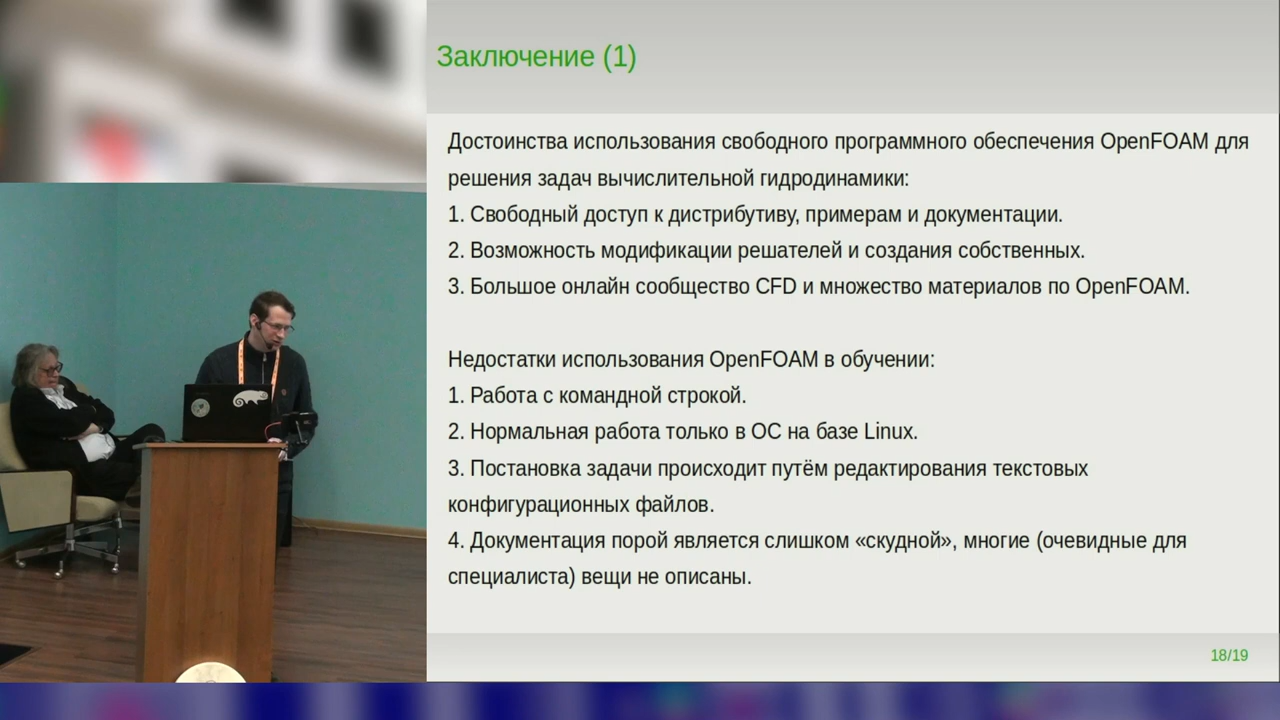 Заключение (1)
Достоинства использования свободного программного обеспечения OpenFOAM для
решения задач вычислительной гидродинамики:
1. Свободный доступ к дистрибутиву, примерам и документации.
2. Возможность модификации решателей и создания собственных.
3. Большое онлайн сообщество CFD и множество материалов по OpenFOAM.
Недостатки использования OpenFOAM в обучении:
1. Работа с командной строкой.
2. Нормальная работа только в ОС на базе Linux.
3. Постановка задачи происходит путём редактирования текстовых
конфигурационных файлов.
4. Документация порой является слишком «скудной», многие (очевидные для
специалиста) вещи не описаны.
18/19